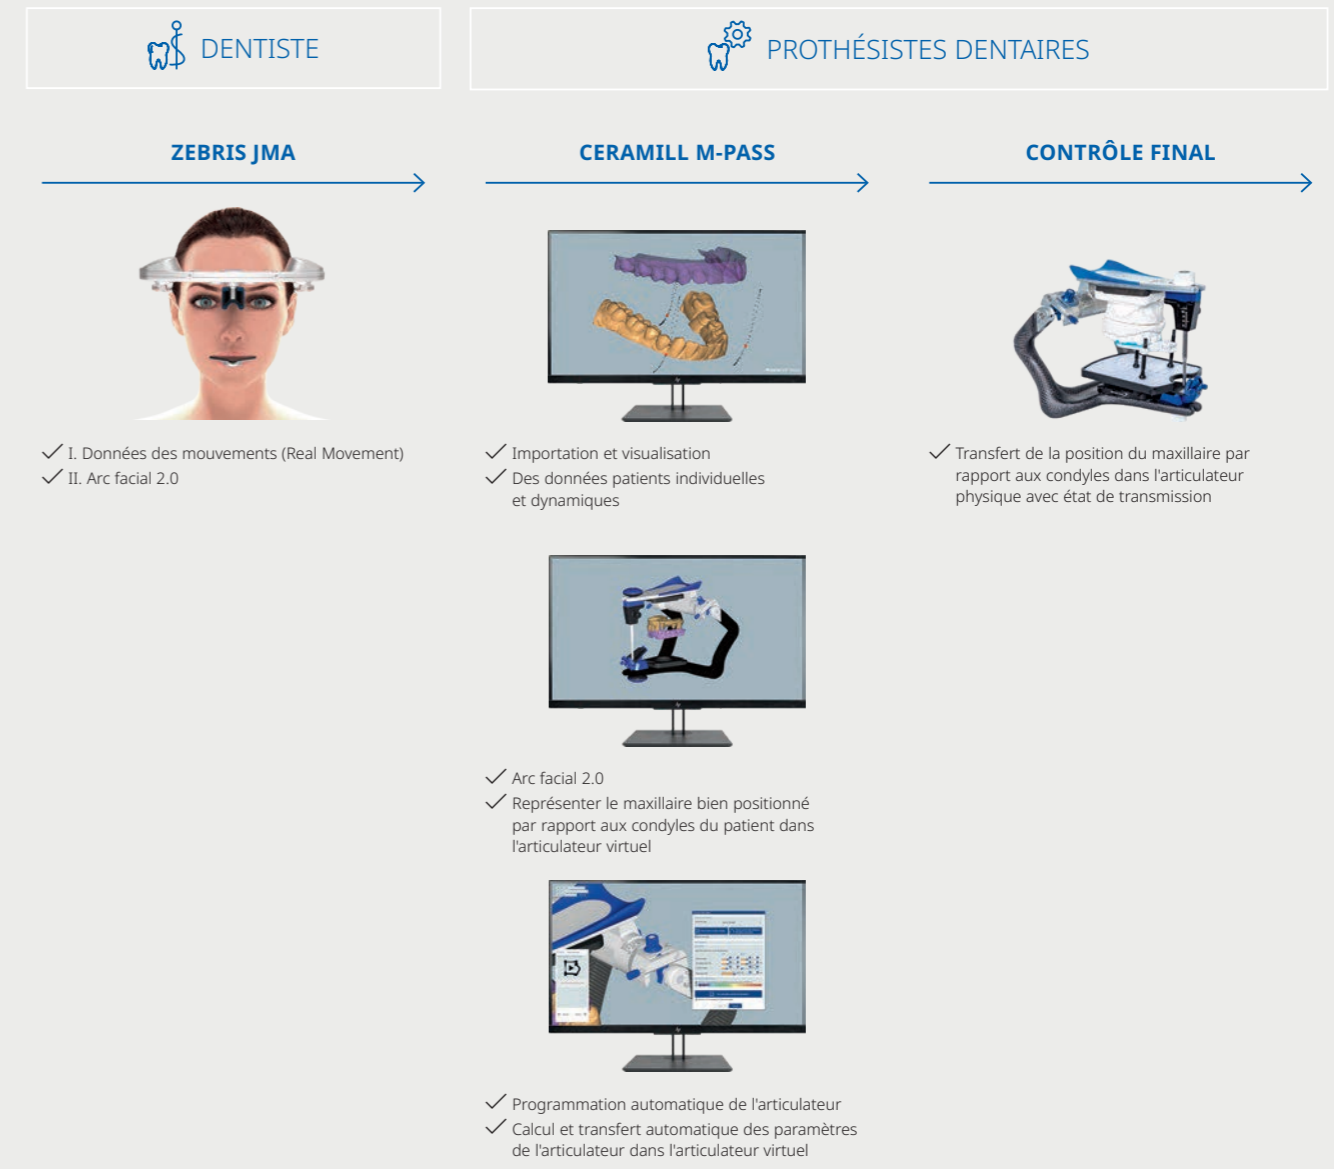 DENTISTE
PROTHÉSISTES DENTAIRES
ZEBRIS JMA
I. Données des mouvements (Real Movement)
II. Arc facial 2.0
CERAMILL M-PASS
Importation et visualisation
Des données patients individuelles
et dynamiques
Arc facial 2.0
Représenter le maxillaire bien positionné
par rapport aux condyles du patient dans
l'articulateur virtuel
Programmation automatique de l'articulateur
Calcul et transfert automatique des paramètres
de l'articulateur dans l'articulateur virtuel
CONTRÔLE FINAL
Transfert de la position du maxillaire par
rapport aux condyles dans l'articulateur
physique avec état de transmission